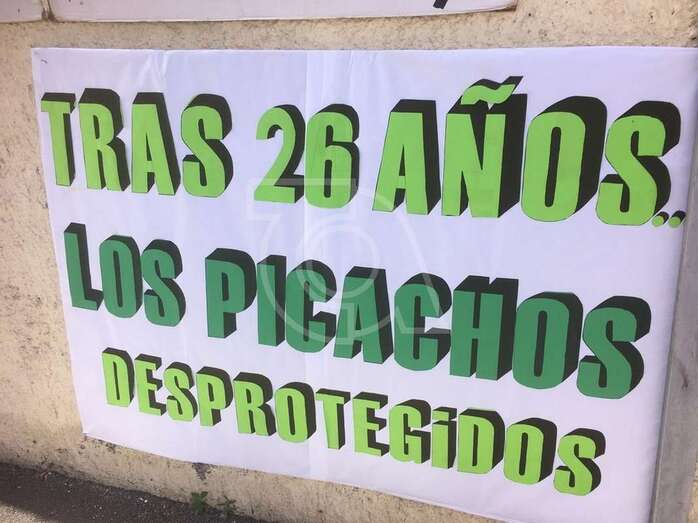 TRAS 26 AÑOS..
LOS PICACHOS
DESPROTEGiDOS